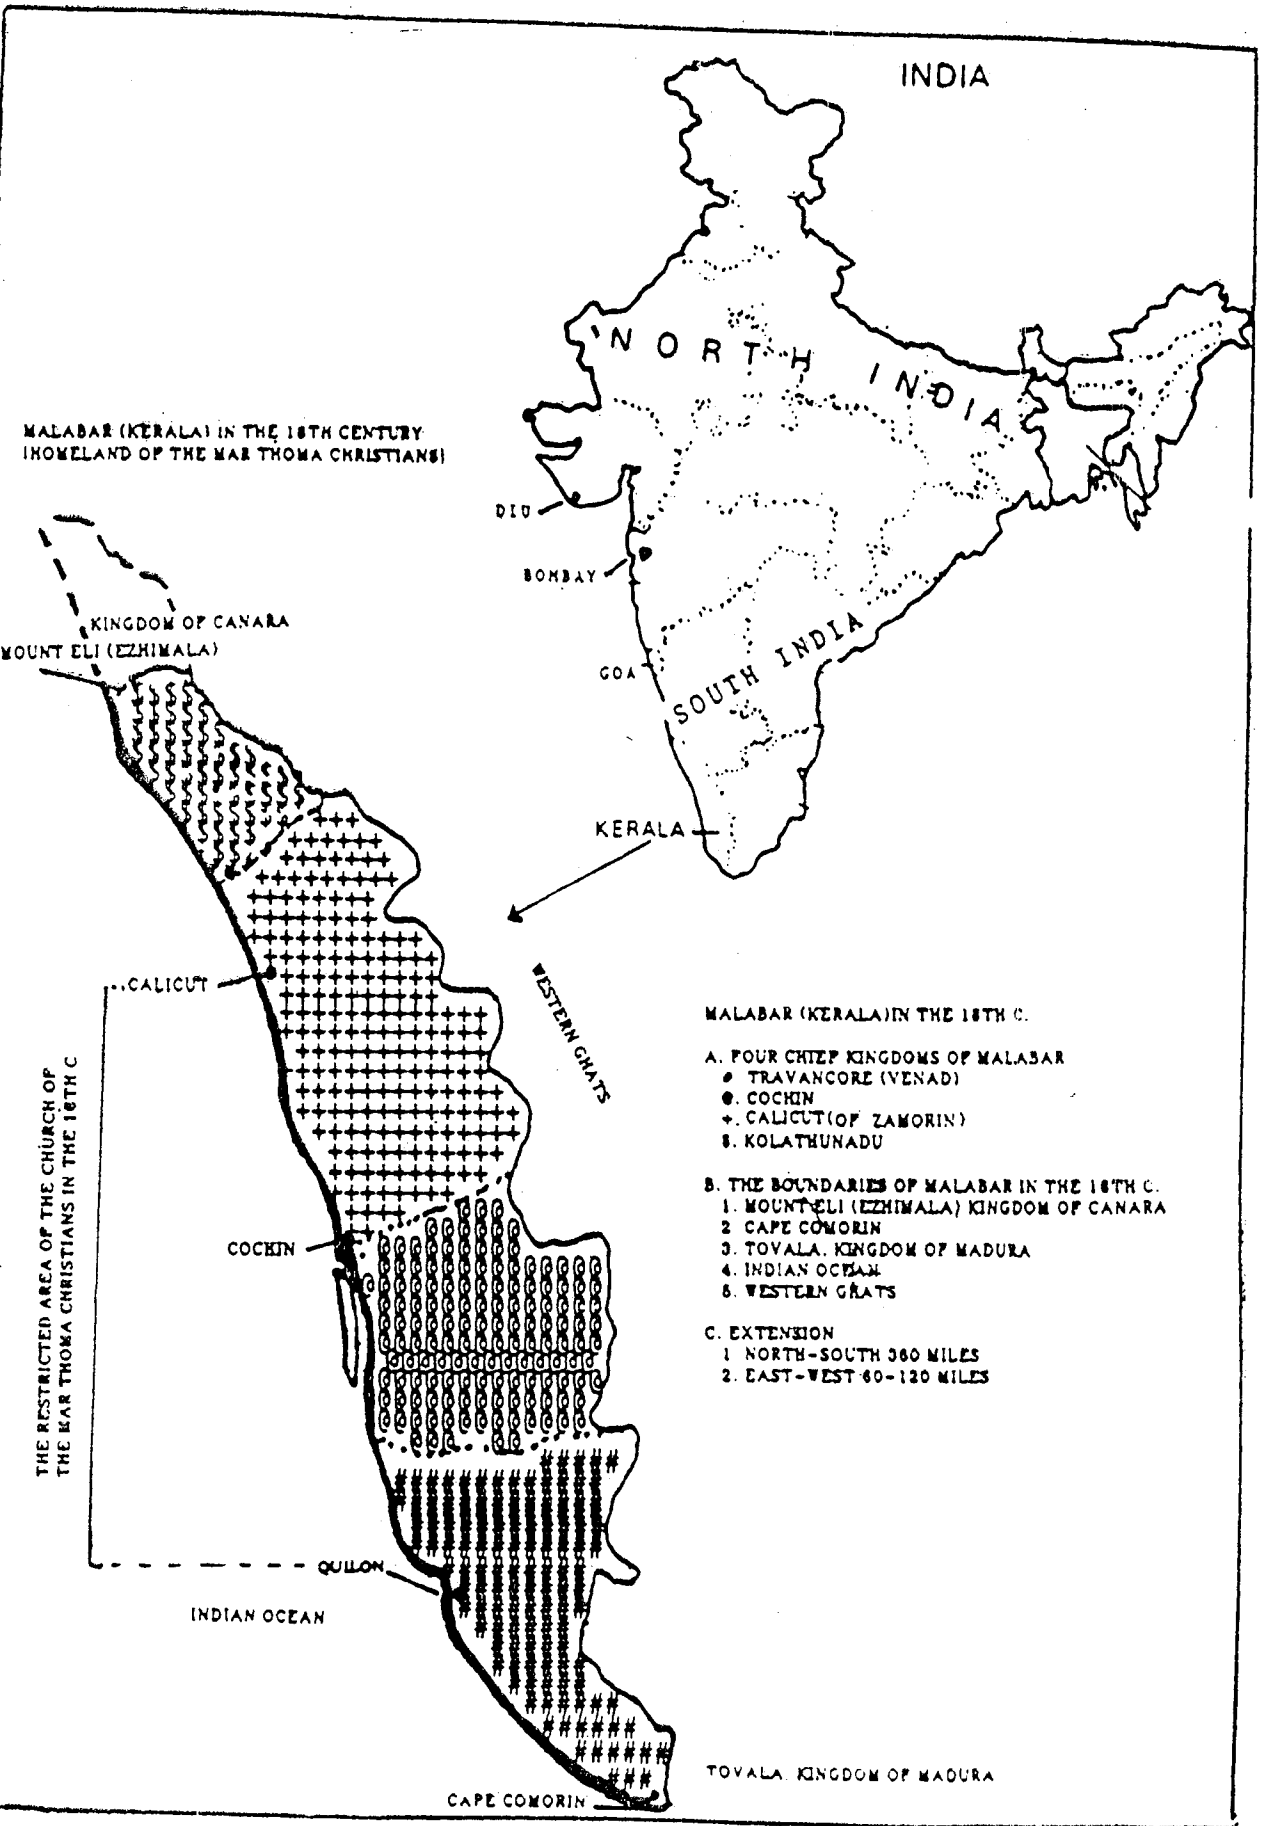 INDIA
NORTH INDIA
MALABAR (KERALA) IN THE 16TH CENTURY
(HOMELAND OF THE MAR THOMA CHRISTIANS)
DIU
BOMBAY
KINGDOM OF CANARA
MOUNT ELI (EZHIMALA)
GOA
SOUTH INDIA
KERALA
WESTERN GHATS
CALICUT
THE RESTRICTED AREA OF THE CHURCH OF
THE MAR THOMA CHRISTIANS IN THE 16TH C
MALABAR (KERALA) IN THE 16TH C.
A. FOUR CHIEF KINGDOMS OF MALABAR
TRAVANCORE (VENAD)
COCHIN
+. CALICUT (OF ZAMORIN)
S. KOLATHUNADU
B. THE BOUNDARIES OF MALABAR IN THE 16TH C.
1. MOUNT ELI (EZHIMALA) KINGDOM OF CANARA
2 CAPE COMORIN
3. TOVALA. KINGDOM OF MADURA
4. INDIAN OCEAN
5. WESTERN GHATS
C. EXTENSION
1 NORTH-SOUTH 360 MILES
2. EAST-WEST 60-120 MILES
COCHIN
QUILON
INDIAN OCEAN
TOVALA. KINGDOM OF MADURA
CAPE COMORIN